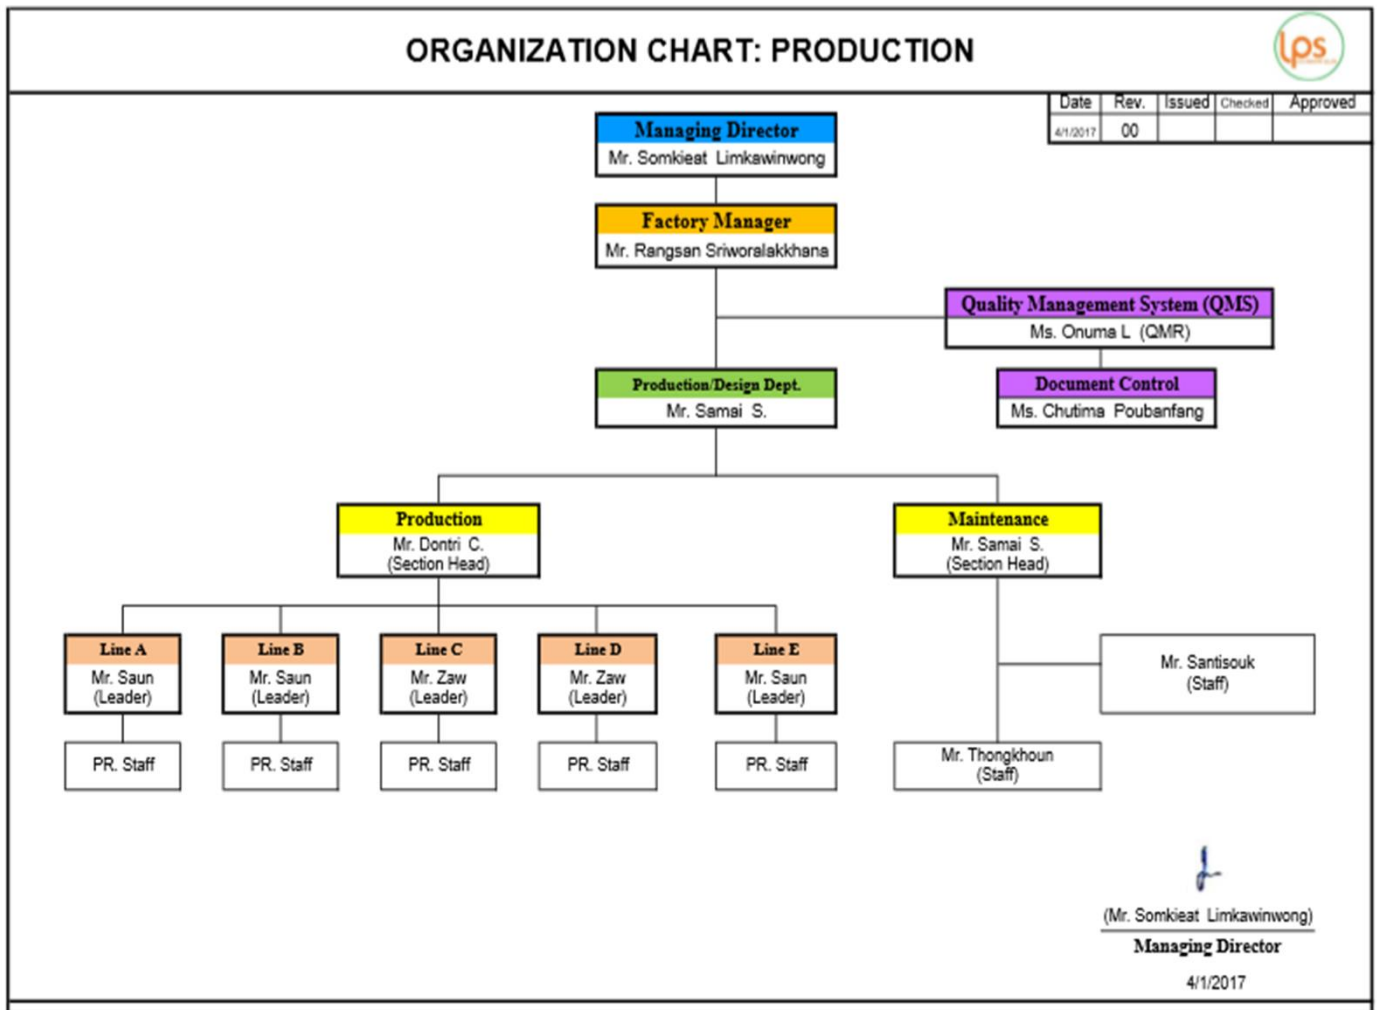 ORGANIZATION CHART: PRODUCTION
lps
Date Rev. Issued Checked Approved
4/1/2017 00
Managing Director
Mr. Somkieat Limkawinwong
Factory Manager
Mr. Rangsan Sriworalakkhana
Quality Management System (QMS)
Ms. Onuma L (QMR)
Production/Design Dept.
Mr. Samai S.
Document Control
Ms. Chutima Poubanfang
Production
Mr. Dontri C.
(Section Head)
Maintenance
Mr. Samai S.
(Section Head)
Line A
Mr. Saun
(Leader)
Line B
Mr. Saun
(Leader)
Line C
Mr. Zaw
(Leader)
Line D
Mr. Zaw
(Leader)
Line E
Mr. Saun
(Leader)
Mr. Santisouk
(Staff)
PR. Staff
PR. Staff
PR. Staff
PR. Staff
PR. Staff
Mr. Thongkhoun
(Staff)
(Mr. Somkieat Limkawinwong)
Managing Director
4/1/2017